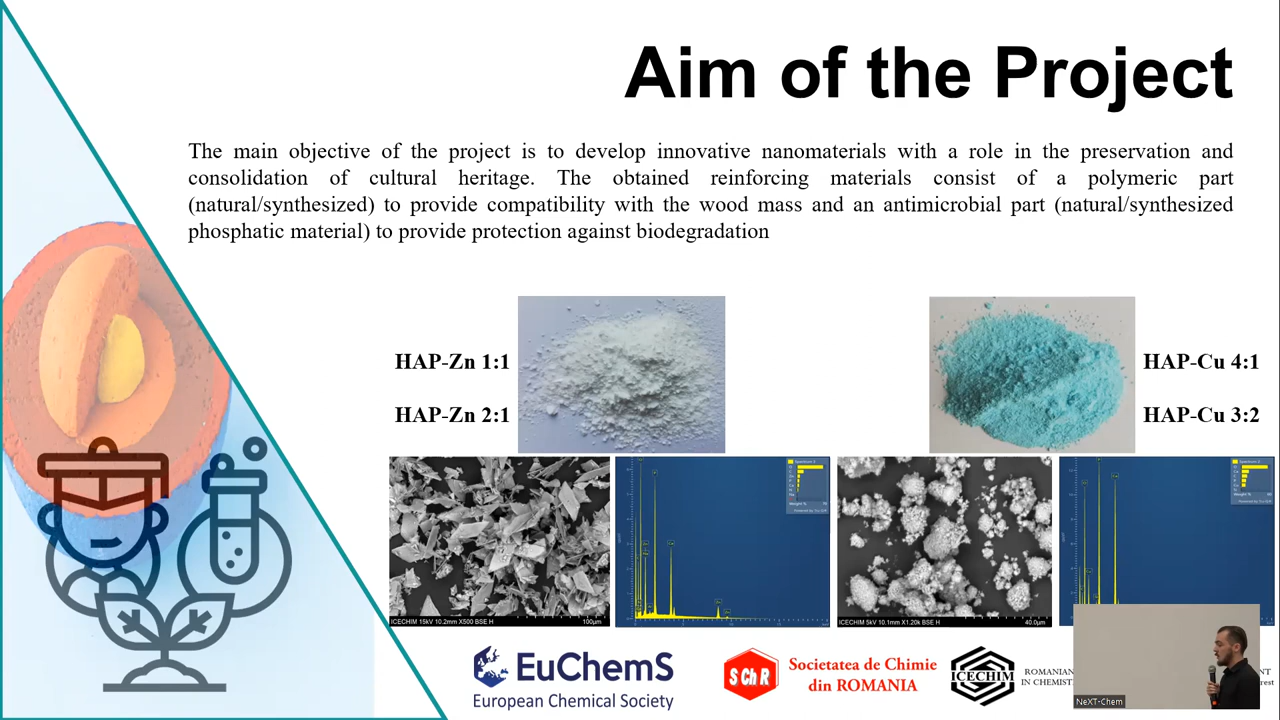 Aim of the Project
The main objective of the project is to develop innovative nanomaterials with a role in the preservation and
consolidation of cultural heritage. The obtained reinforcing materials consist of a polymeric part
(natural/synthesized) to provide compatibility with the wood mass and an antimicrobial part (natural/synthesized
phosphatic material) to provide protection against biodegradation
HAP-Zn 1:1
HAP-Zn 2:1
HAP-Cu 4:1
HAP-Cu 3:2
ICECHIM 15kV 10.2mm X500 BSE H 100µm
ICECHIM 5kV 10.1mm X1.20k BSE H 40.0µm
EuChemS
European Chemical Society
SChR
Societatea de Chimie
din ROMANIA
ICECHIM
ROMANIAN
IN CHEMIST
NeXT-Chem